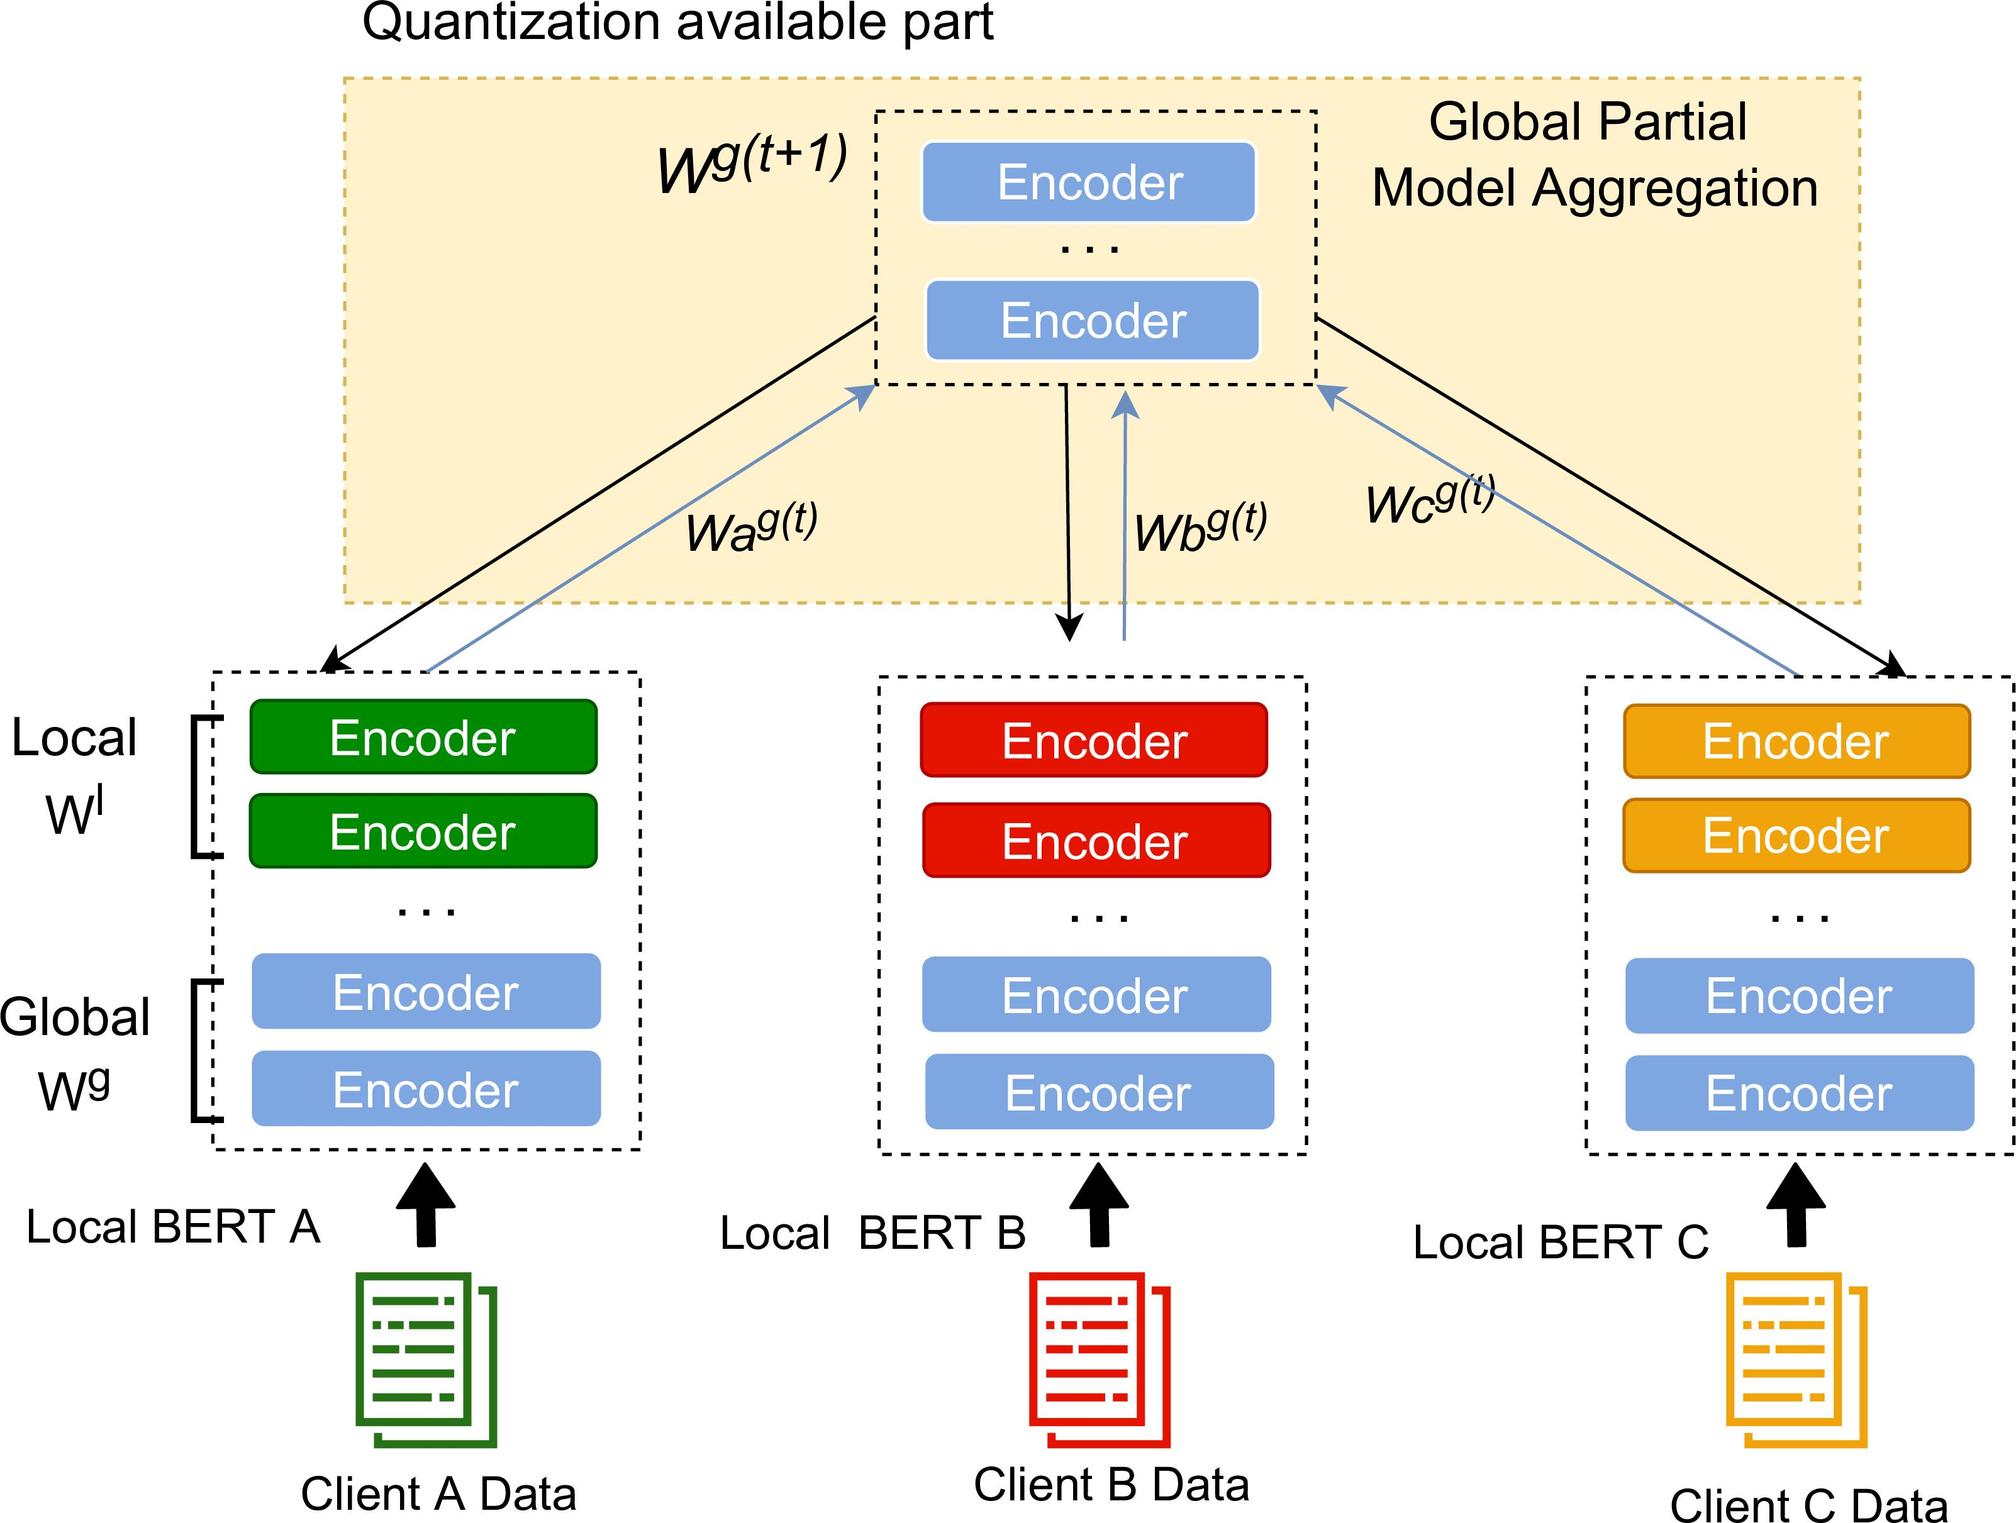 Quantization available part
Global Partial
Model Aggregation
W^g(t+1)
Encoder
...
Encoder
Wa^g(t)
Wb^g(t)
Wc^g(t)
Local
W^l
Encoder
Encoder
...
Global
W^g
Encoder
Encoder
Encoder
Encoder
...
Encoder
Encoder
Encoder
Encoder
...
Encoder
Encoder
Local BERT A
Local BERT B
Local BERT C
Client A Data
Client B Data
Client C Data